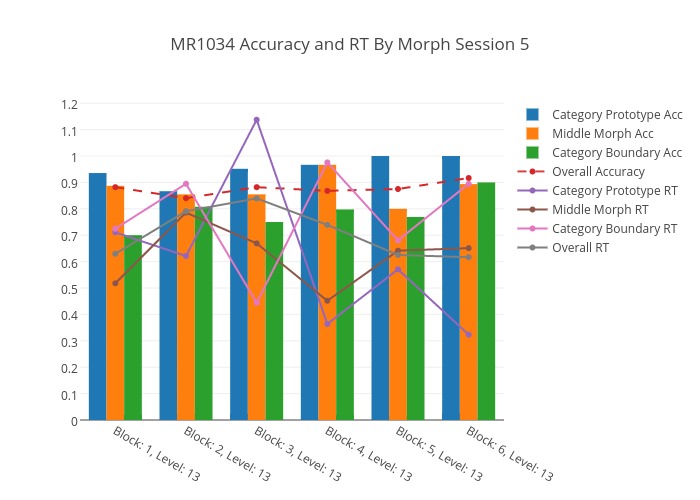 MR1034 Accuracy and RT By Morph Session 5
1.2
1.1
1
0.9
0.8
0.7
0.6
0.5
0.4
0.3
0.2
0.1
0
Block: 1, Level: 13
Block: 2, Level: 13
Block: 3, Level: 13
Block: 4, Level: 13
Block: 5, Level: 13
Block: 6, Level: 13
Category Prototype Acc
Middle Morph Acc
Category Boundary Acc
Overall Accuracy
Category Prototype RT
Middle Morph RT
Category Boundary RT
Overall RT